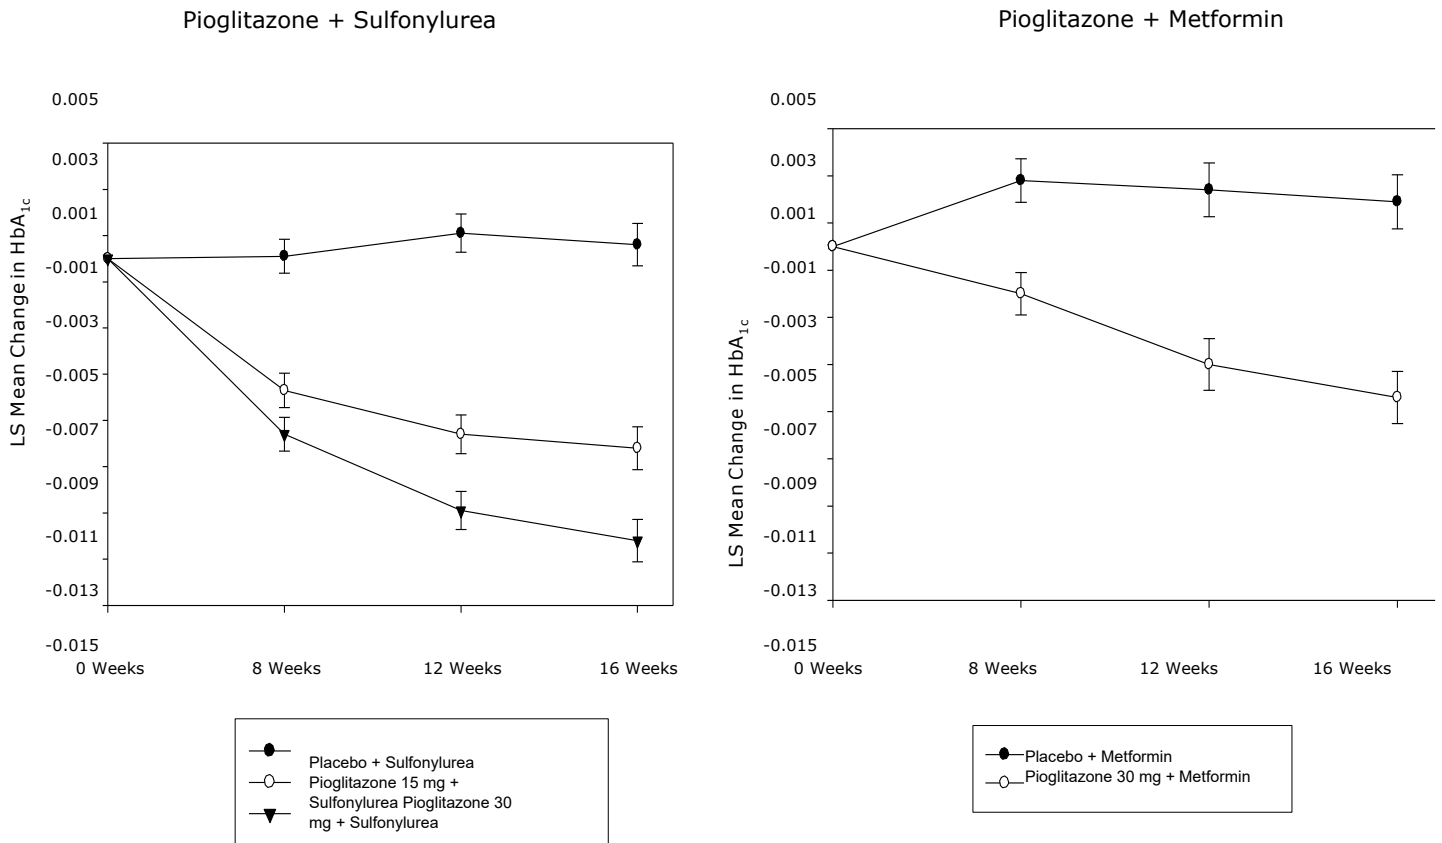 Pioglitazone + Sulfonylurea
0.005
0.003
0.001
-0.001
-0.003
-0.005
-0.007
-0.009
-0.011
-0.013
-0.015
LS Mean Change in HbA1c
0 Weeks 8 Weeks 12 Weeks 16 Weeks
Placebo + Sulfonylurea
Pioglitazone 15 mg +
Sulfonylurea Pioglitazone 30
mg + Sulfonylurea
Pioglitazone + Metformin
0.005
0.003
0.001
-0.001
-0.003
-0.005
-0.007
-0.009
-0.011
-0.013
-0.015
LS Mean Change in HbA1c
0 Weeks 8 Weeks 12 Weeks 16 Weeks
Placebo + Metformin
Pioglitazone 30 mg + Metformin